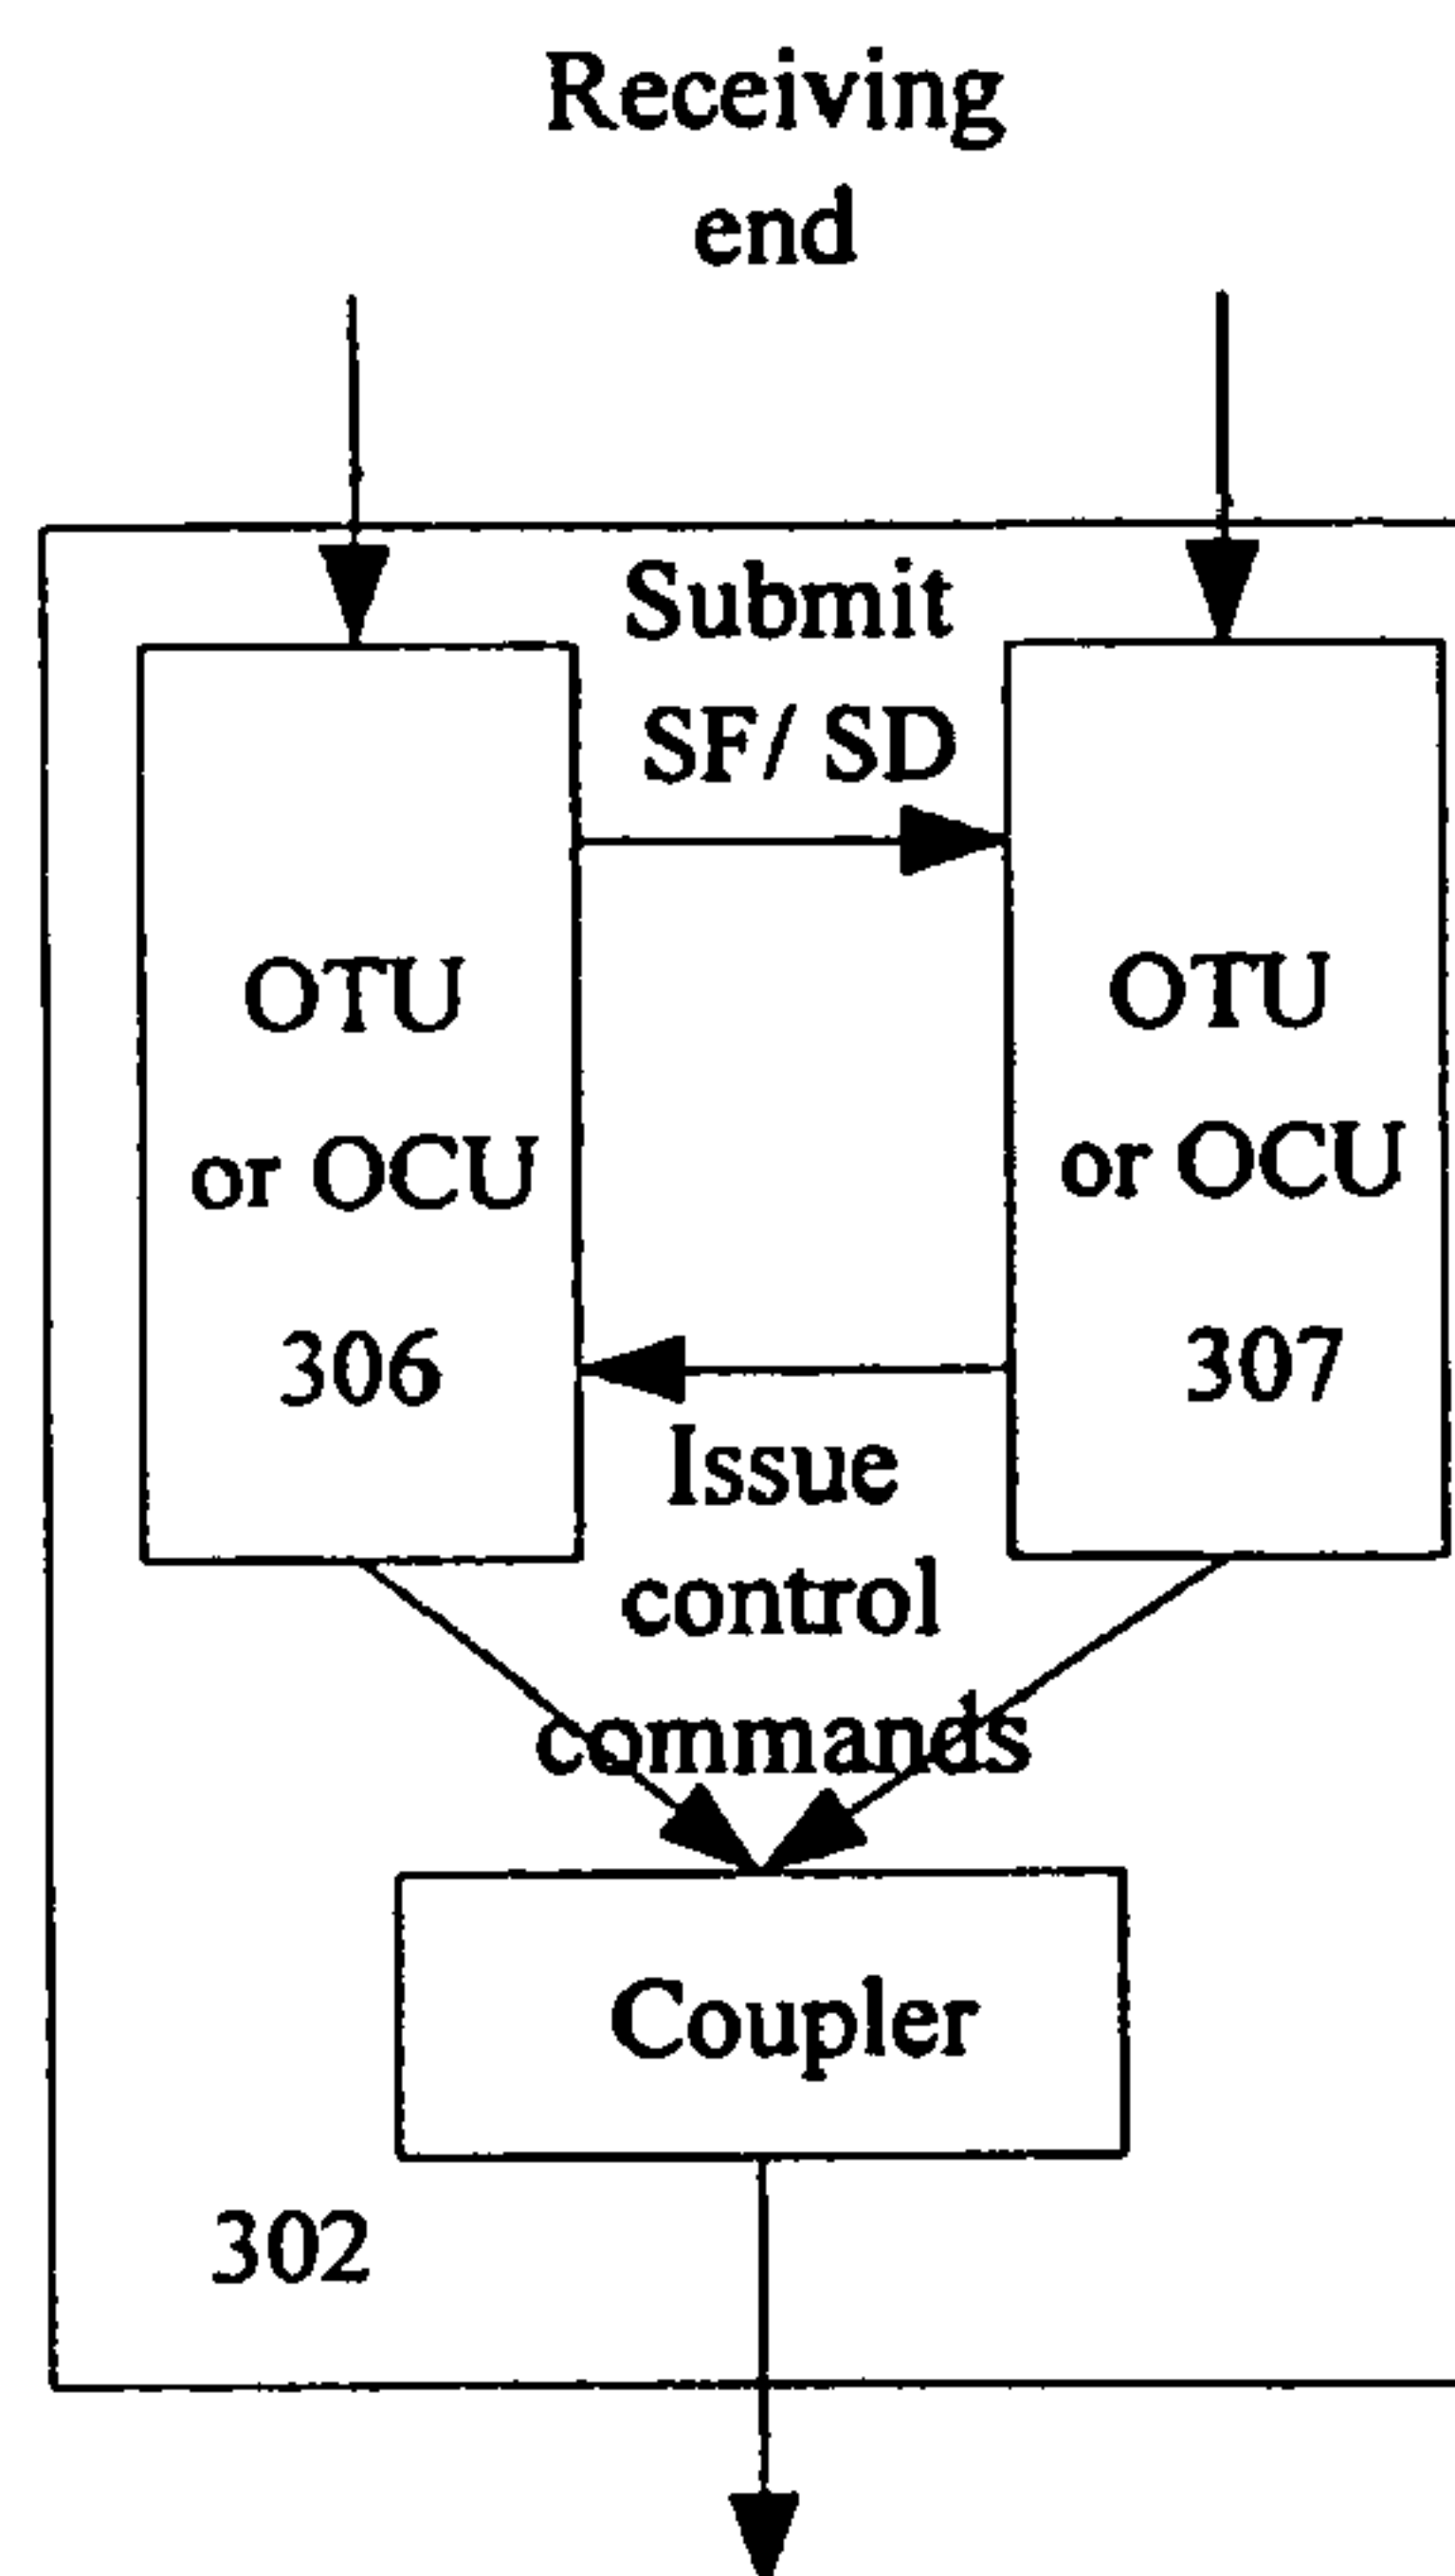 Receiving
end
Submit
SF/ SD
OTU
or OCU
306
OTU
or OCU
307
Issue
control
commands
Coupler
302